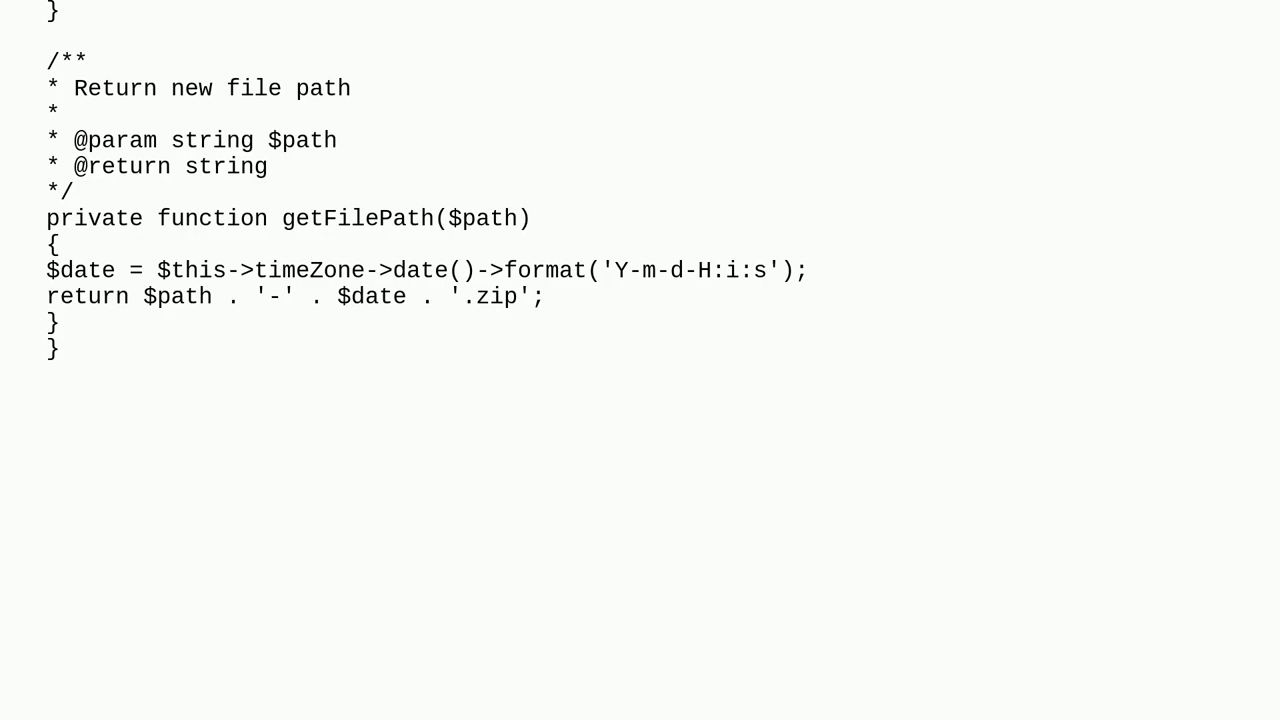 }
/**
* Return new file path
*
* @param string $path
* @return string
*/
private function getFilePath($path)
{
$date = $this->timeZone->date()->format('Y-m-d-H:i:s');
return $path . '-' . $date . '.zip';
}
}